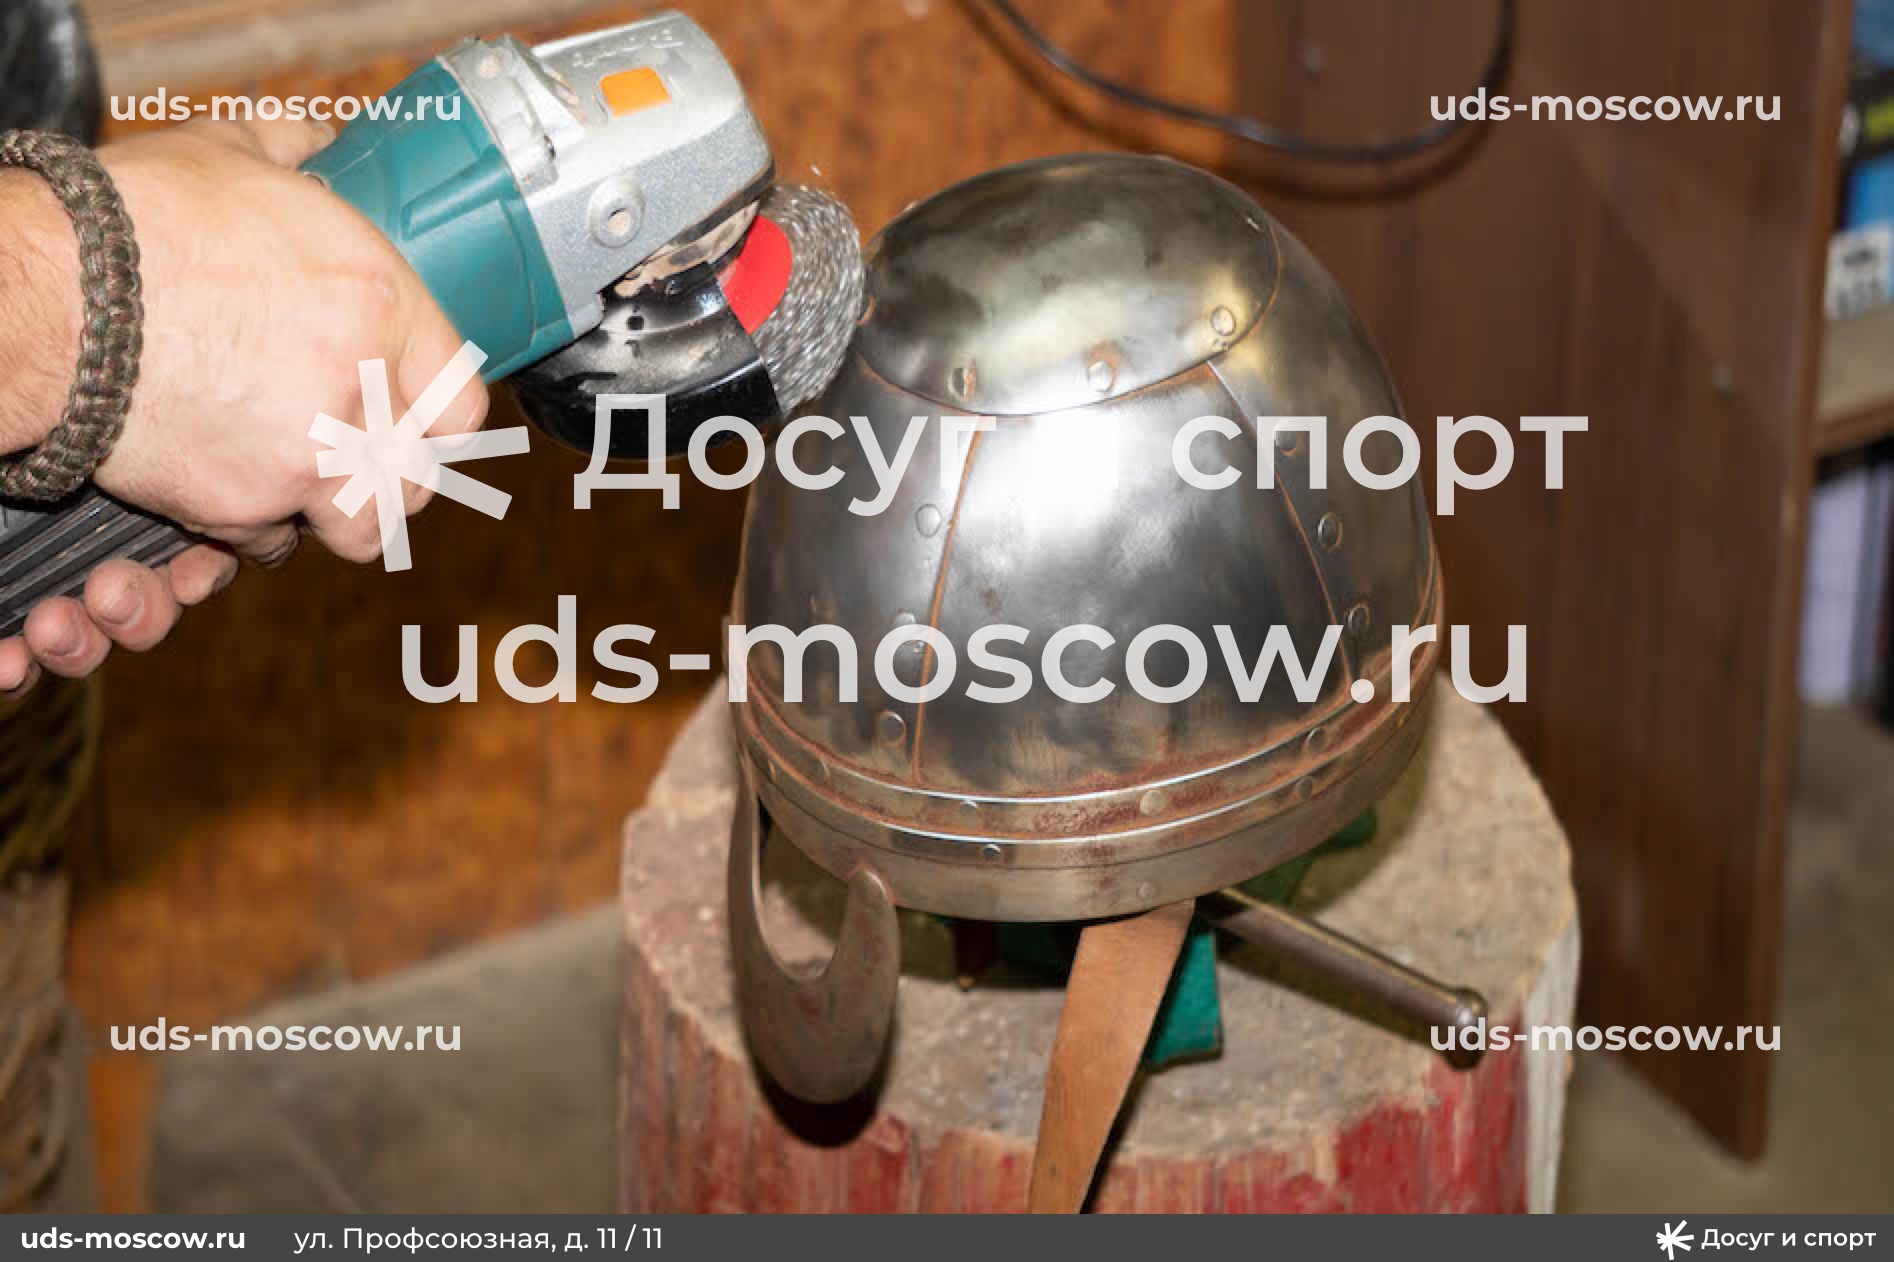 uds-moscow.ru uds-moscow.ru
Досуг и спорт
uds-moscow.ru
uds-moscow.ru uds-moscow.ru
uds-moscow.ru ул. Профсоюзная, д. 11 / 11 Досуг и спорт